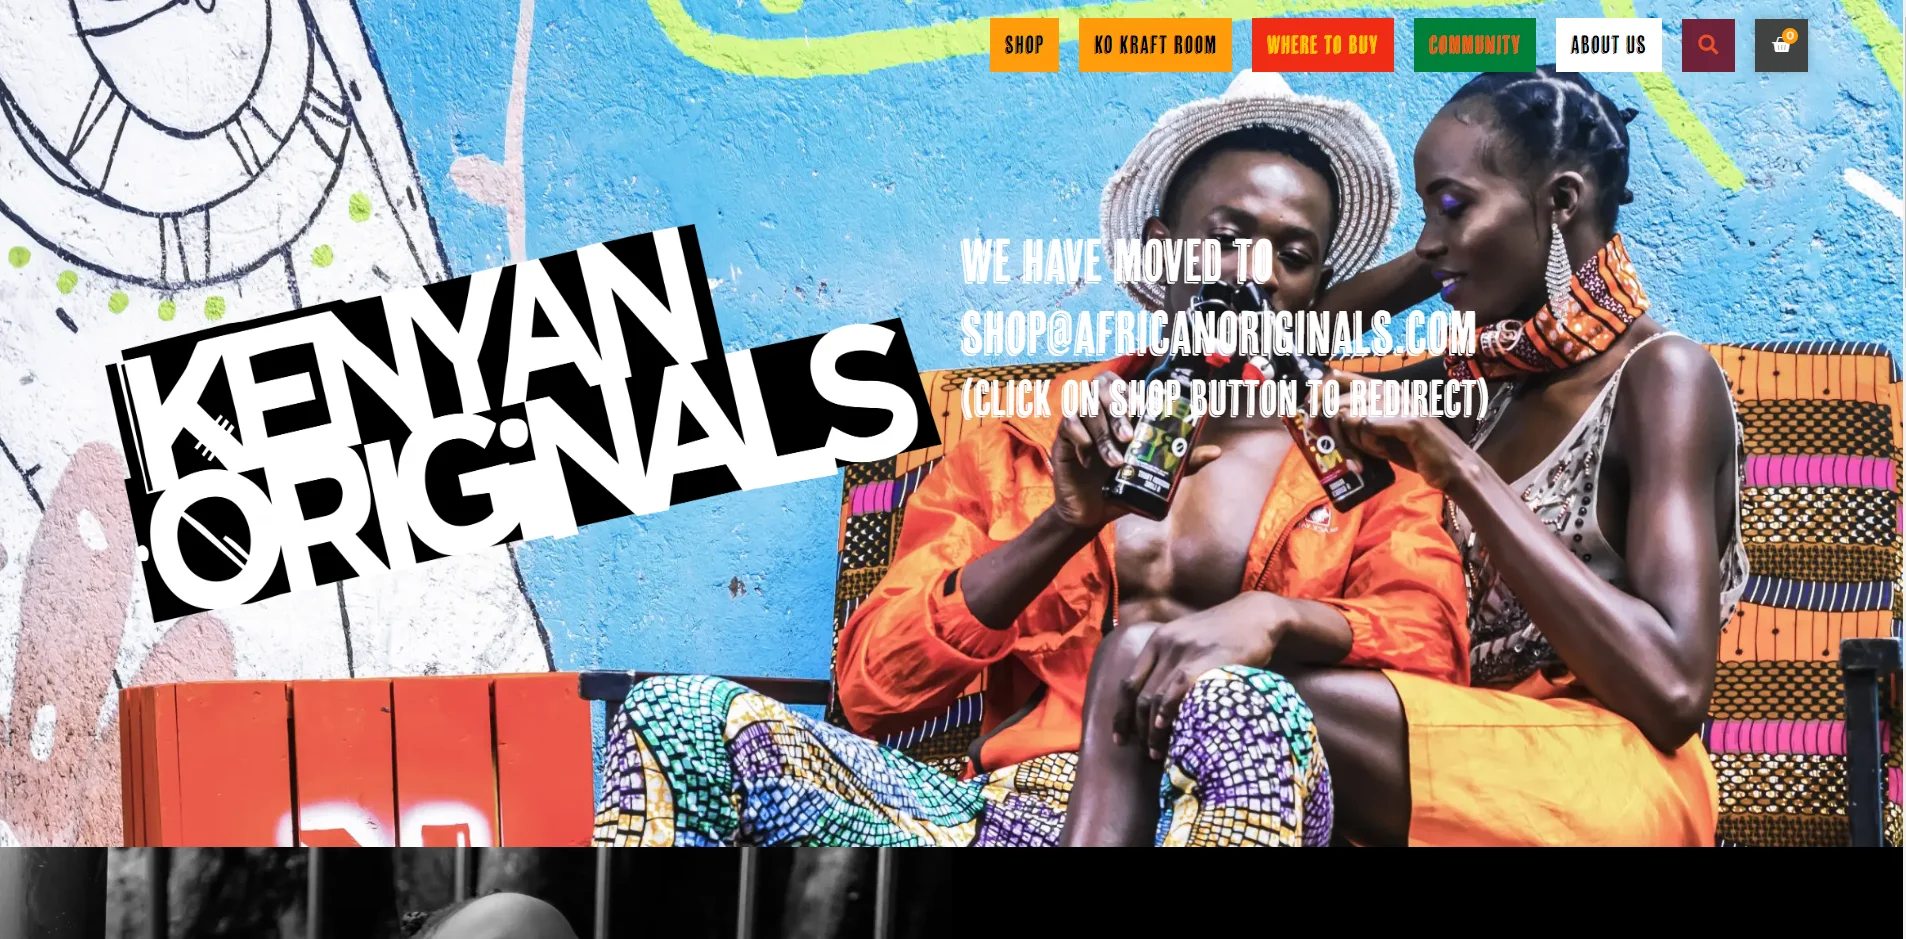 SHOP
KO KRAFT ROOM
WHERE TO BUY
COMMUNITY
ABOUT US
0
KENYAN
ORIGINALS
WE HAVE MOVED TO
SHOP@AFRICANORIGINALS.COM
(CLICK ON SHOP BUTTON TO REDIRECT)